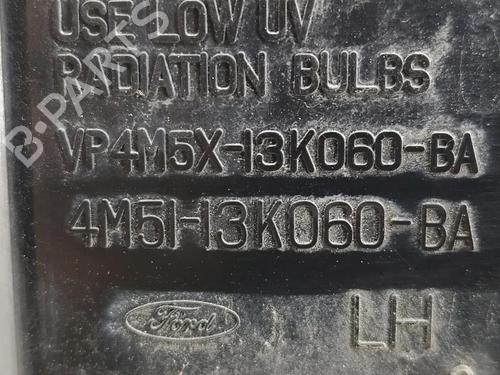 USE LOW UV
RADIATION BULBS
VP4M5X-13K060-BA
4M51-13K060-BA
Ford
LH
B-PARTS